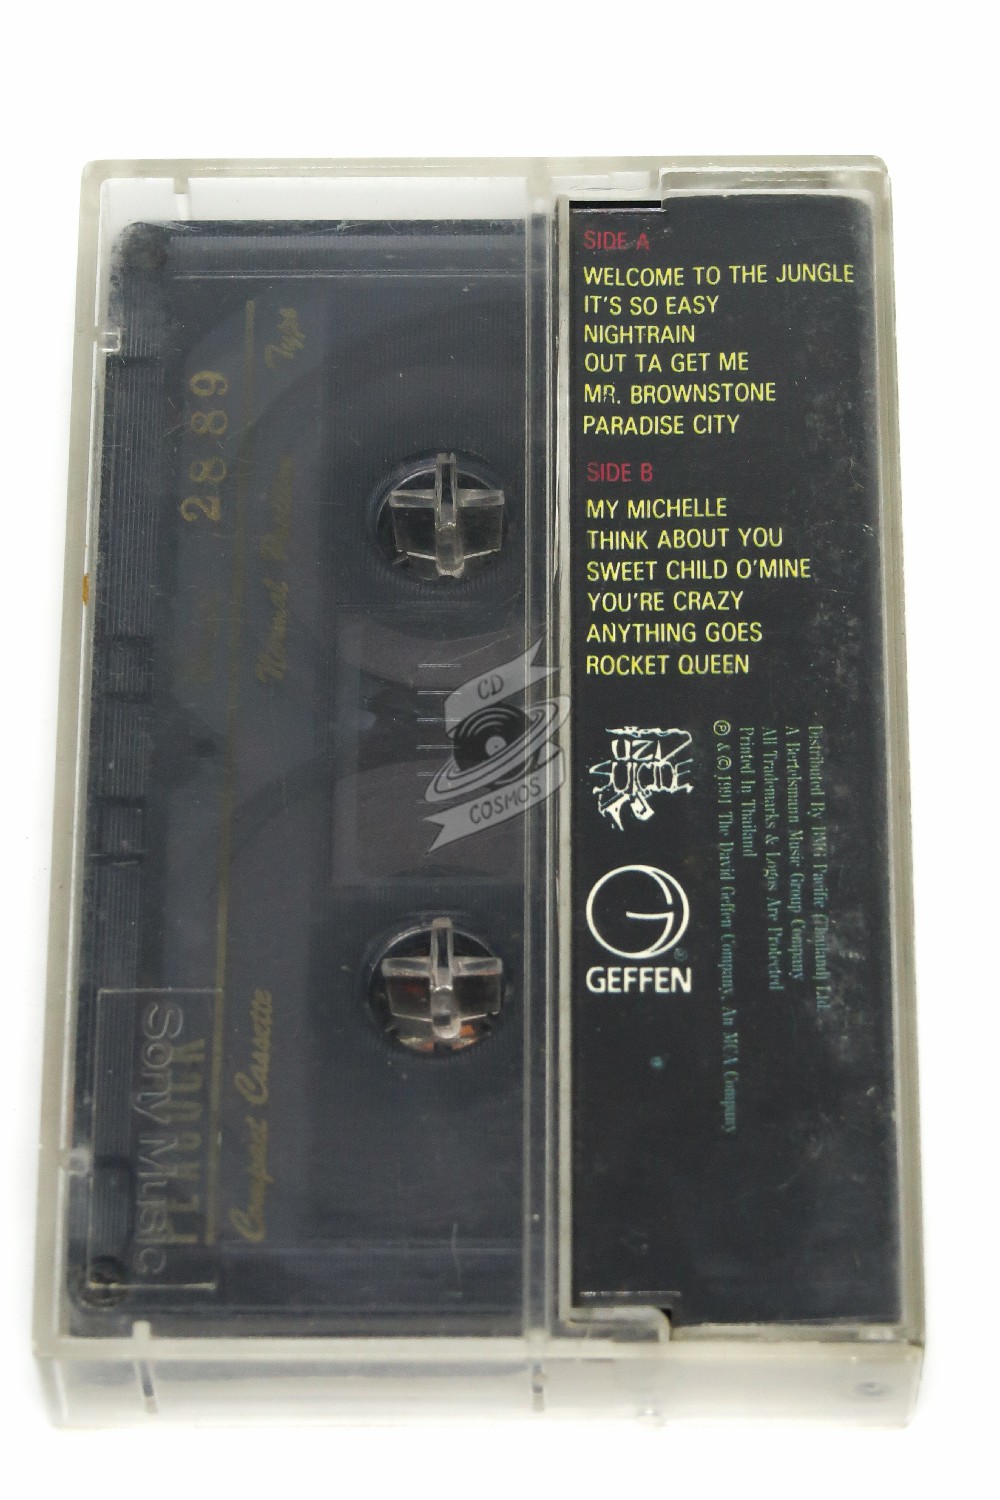 SIDE A
WELCOME TO THE JUNGLE
IT'S SO EASY
NIGHTRAIN
OUT TA GET ME
MR. BROWNSTONE
PARADISE CITY
SIDE B
MY MICHELLE
THINK ABOUT YOU
SWEET CHILD O'MINE
YOU'RE CRAZY
ANYTHING GOES
ROCKET QUEEN
GEFFEN
®
Distributed By BMG Pacific (Thailand) Ltd.
A Bertelsmann Music Group Company
All Trademarks & Logos Are Protected
Printed In Thailand
℗ & © 1991 The David Geffen Company, An MCA Company
2889
Normal Position Type
Compact Cassette
Sony Music
CD
COSMOS